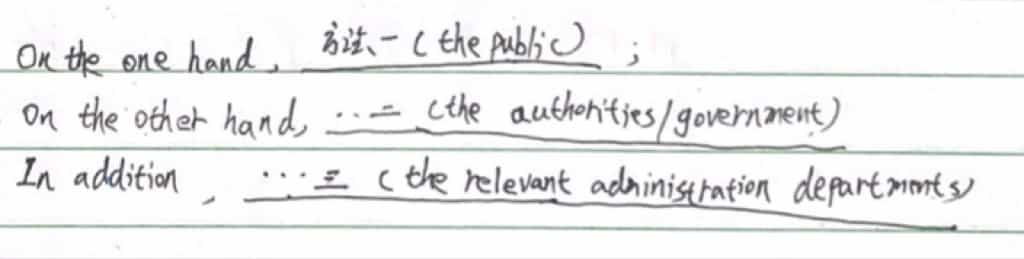 On the one hand, 方法一 (the public) ;
On the other hand, ...二 (the authorities/government)
In addition , ...三 (the relevant administration departments)